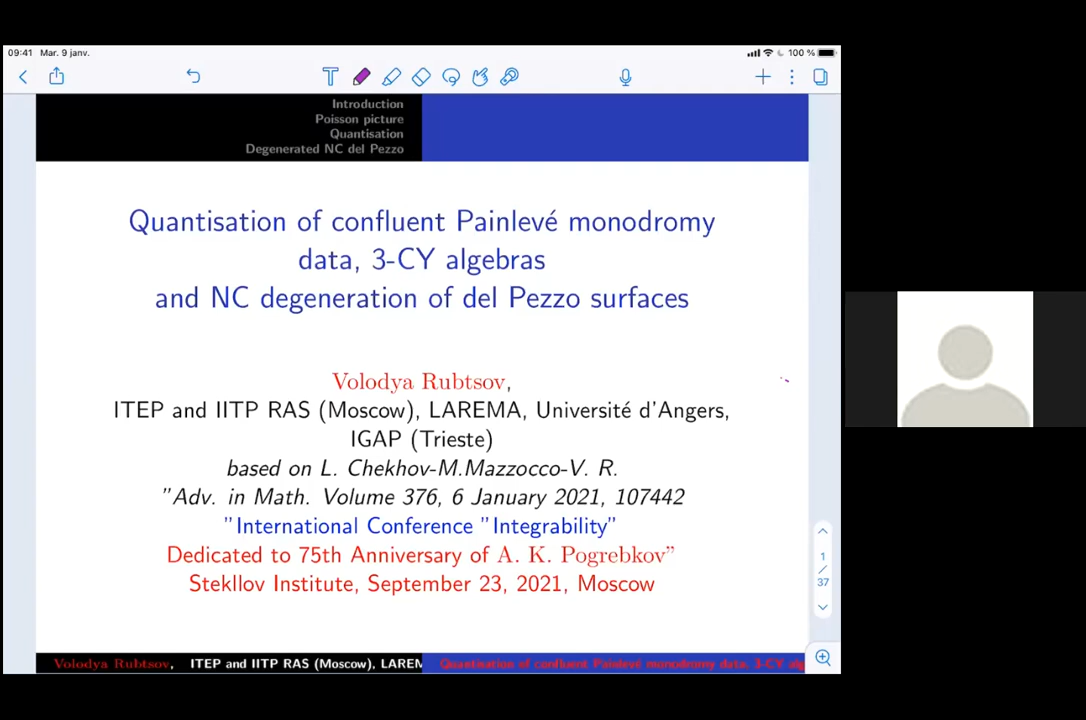 09:41 Mar. 9 janv.
100 %
Introduction
Poisson picture
Quantisation
Degenerated NC del Pezzo
Quantisation of confluent Painlevé monodromy
data, 3-CY algebras
and NC degeneration of del Pezzo surfaces
Volodya Rubtsov,
ITEP and IITP RAS (Moscow), LAREMA, Université d'Angers,
IGAP (Trieste)
based on L. Chekhov-M.Mazzocco-V. R.
"Adv. in Math. Volume 376, 6 January 2021, 107442
"International Conference "Integrability"
Dedicated to 75th Anniversary of A. K. Pogrebkov"
Stekllov Institute, September 23, 2021, Moscow
1
/
37
Volodya Rubtsov, ITEP and IITP RAS (Moscow), LAREM
Quantisation of confluent Painlevé monodromy data, 3-CY alg